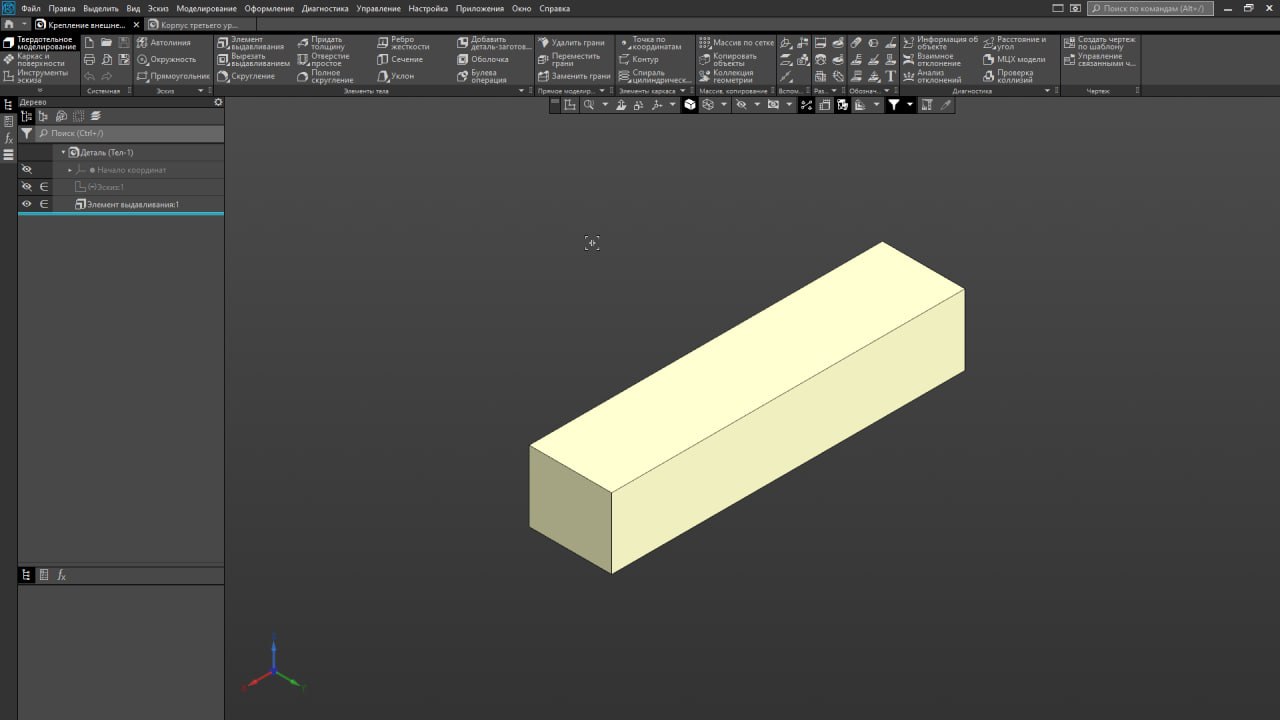 Файл Правка Выделить Вид Эскиз Моделирование Оформление Диагностика Управление Настройка Приложения Окно Справка Поиск по командам (Alt+/)
Крепление внешне... Корпус третьего ур...
Твердотельное моделирование
Каркас и поверхности
Инструменты эскиза
Системная
Автолиния
Окружность
Прямоугольник
Эскиз
Элемент выдавливания
Вырезать выдавливанием
Скругление
Придать толщину
Отверстие простое
Полное скругление
Ребро жесткости
Сечение
Уклон
Добавить деталь-заготов...
Оболочка
Булева операция
Элементы тела
Удалить грани
Переместить грани
Заменить грани
Прямое моделир...
Точка по координатам
Контур
Спираль цилиндрическ...
Элементы каркаса
Массив по сетке
Копировать объекты
Коллекция геометрии
Массив, копирование
Вспом...
Раз...
Обознач...
Информация об объекте
Взаимное отклонение
Анализ отклонений
Расстояние и угол
МЦХ модели
Проверка коллизий
Диагностика
Создать чертеж по шаблону
Управление связанными ч...
Чертеж
Дерево
Поиск (Ctrl+/)
Деталь (Тел-1)
Начало координат
(-)Эскиз:1
Элемент выдавливания:1
fx
fx